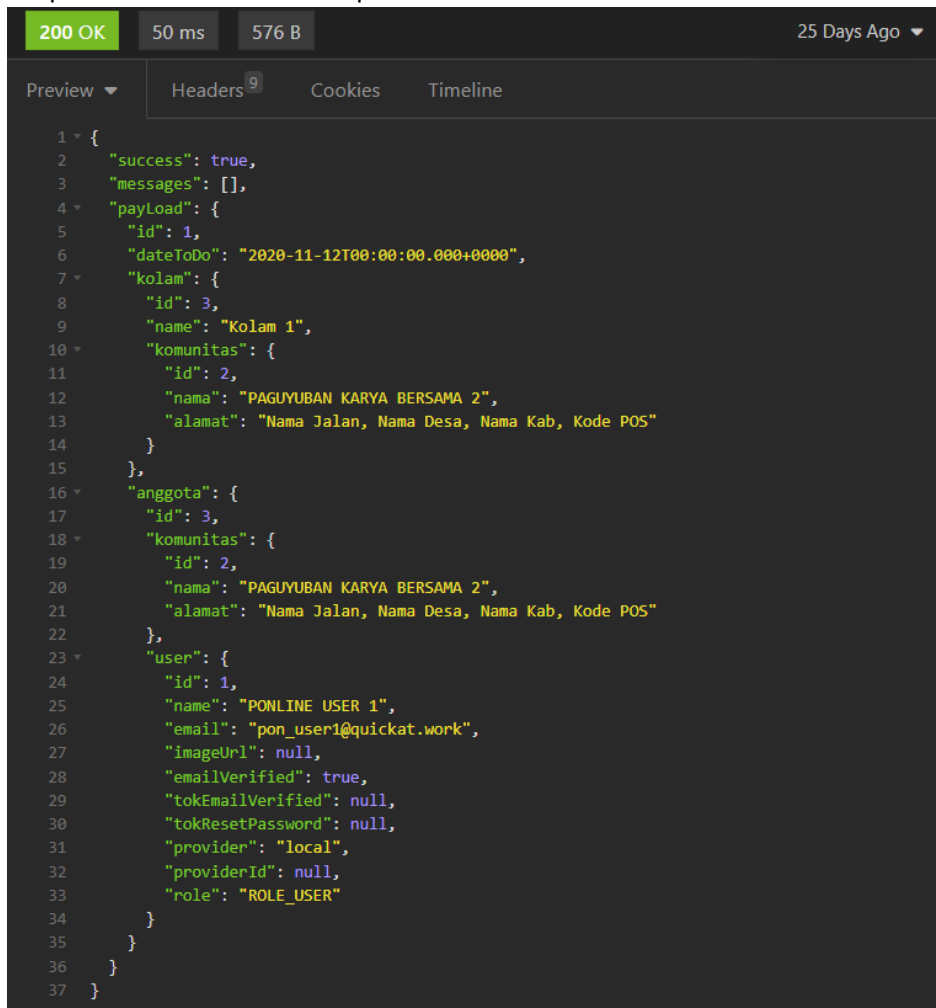 200 OK 50 ms 576 B 25 Days Ago
Preview Headers 9 Cookies Timeline
1 {
2 "success": true,
3 "messages": [],
4 "payLoad": {
5 "id": 1,
6 "dateToDo": "2020-11-12T00:00:00.000+0000",
7 "kolam": {
8 "id": 3,
9 "name": "Kolam 1",
10 "komunitas": {
11 "id": 2,
12 "nama": "PAGUYUBAN KARYA BERSAMA 2",
13 "alamat": "Nama Jalan, Nama Desa, Nama Kab, Kode POS"
14 }
15 },
16 "anggota": {
17 "id": 3,
18 "komunitas": {
19 "id": 2,
20 "nama": "PAGUYUBAN KARYA BERSAMA 2",
21 "alamat": "Nama Jalan, Nama Desa, Nama Kab, Kode POS"
22 },
23 "user": {
24 "id": 1,
25 "name": "PONLINE USER 1",
26 "email": "pon_user1@quickat.work",
27 "imageUrl": null,
28 "emailVerified": true,
29 "tokEmailVerified": null,
30 "tokResetPassword": null,
31 "provider": "local",
32 "providerId": null,
33 "role": "ROLE_USER"
34 }
35 }
36 }
37 }